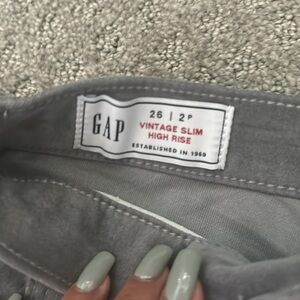 GAP
26 | 2P
VINTAGE SLIM
HIGH RISE
ESTABLISHED IN 1969